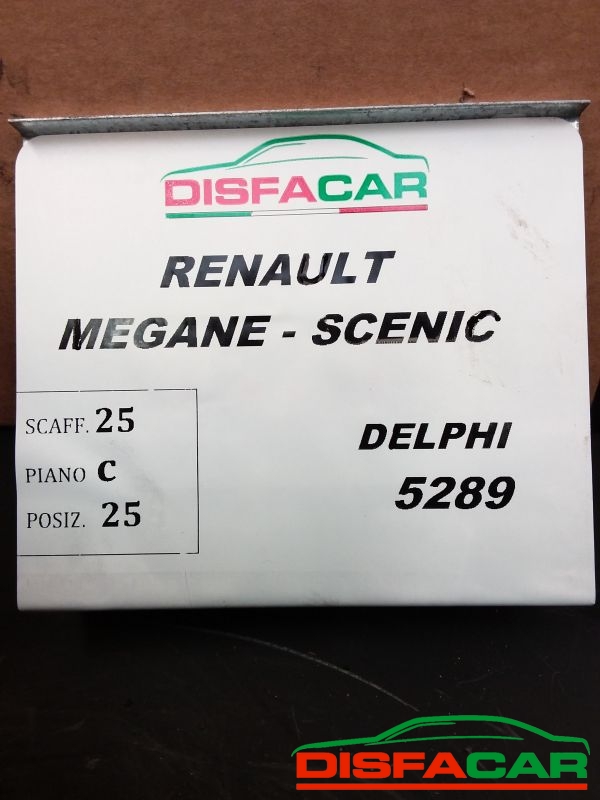 DISFACAR
RENAULT
MEGANE - SCENIC
SCAFF. 25
PIANO C
POSIZ. 25
DELPHI
5289
DISFACAR